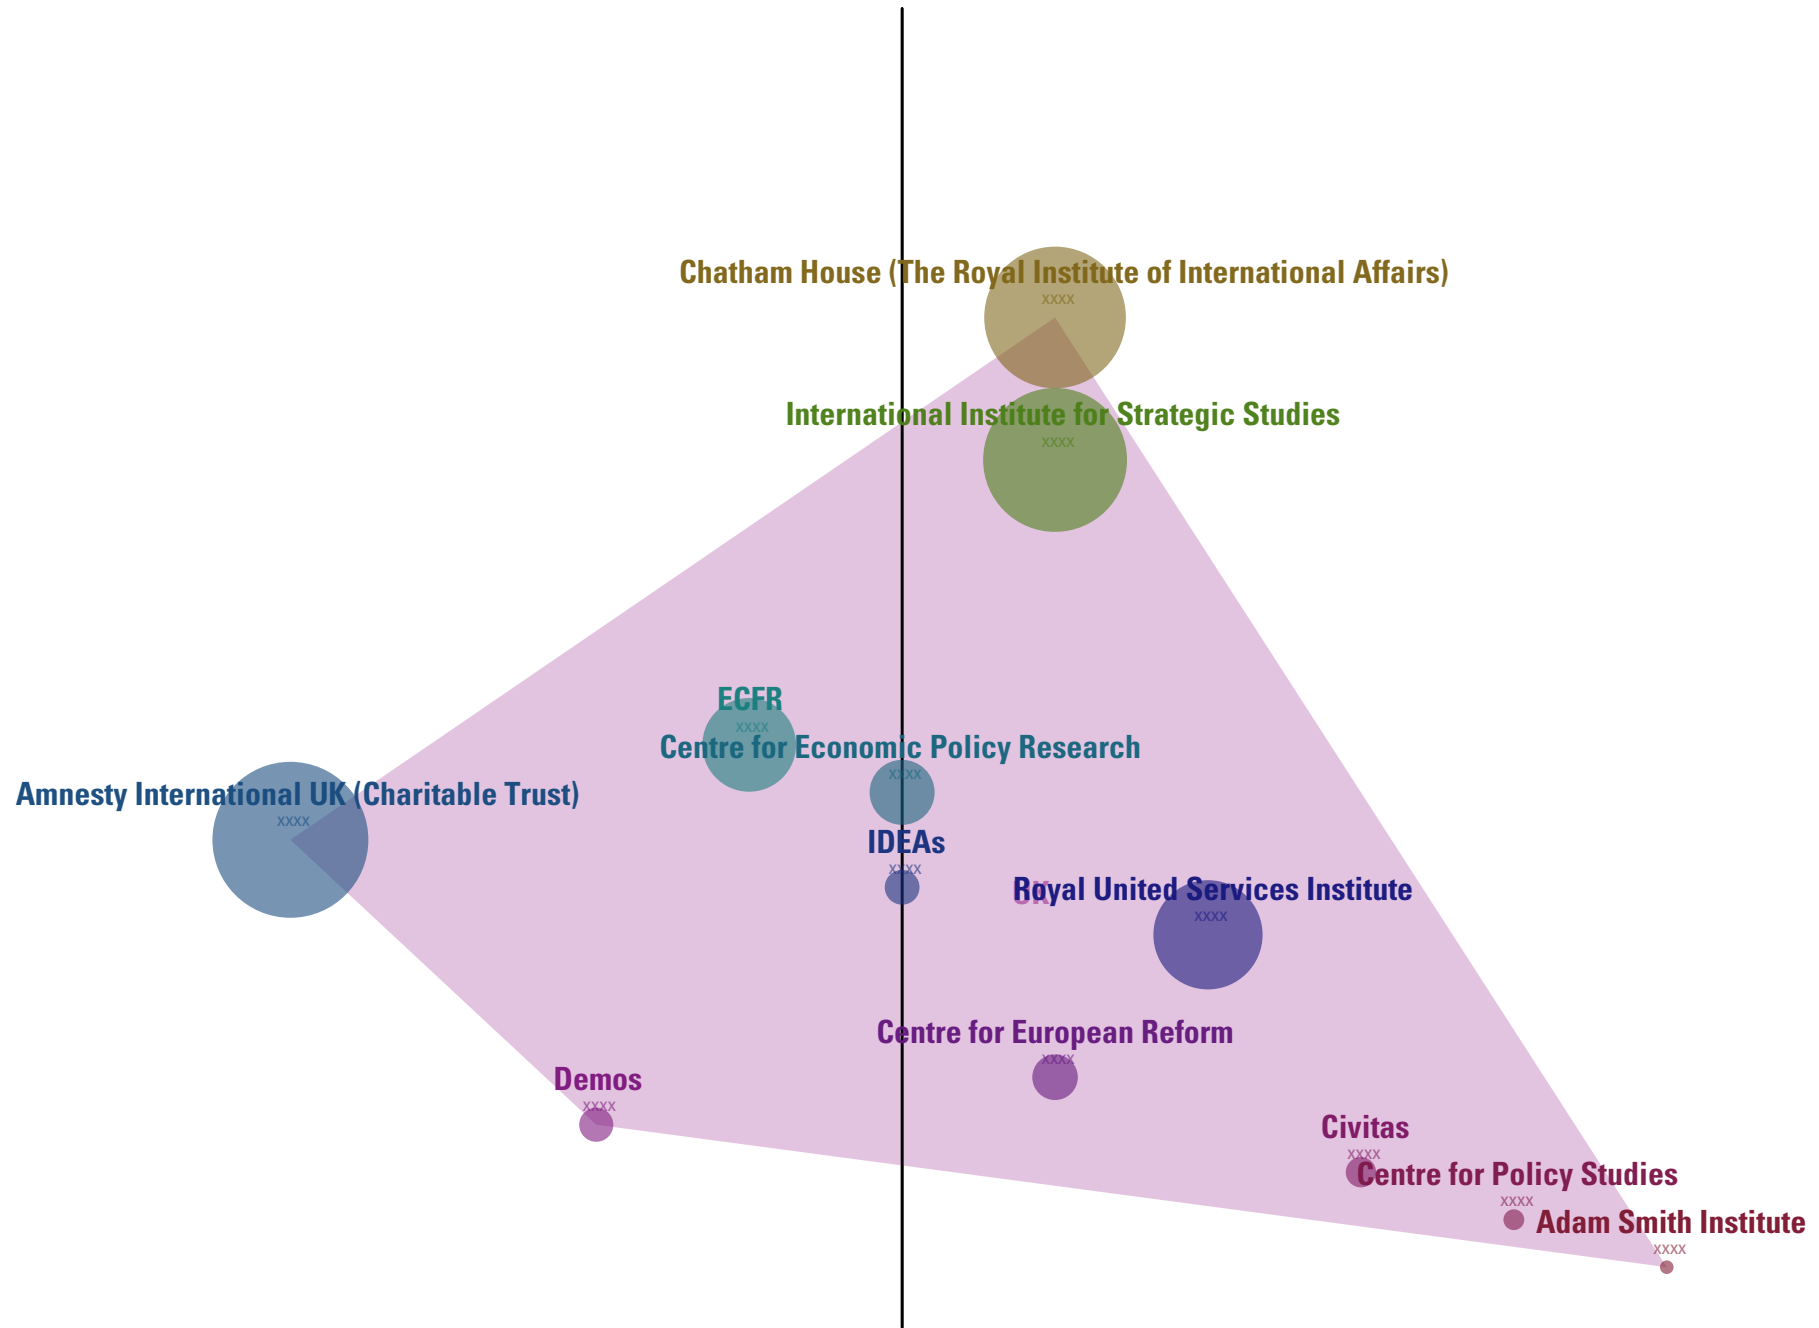 Chatham House (The Royal Institute of International Affairs)
xxxx
International Institute for Strategic Studies
xxxx
ECFR
xxxx
Centre for Economic Policy Research
xxxx
Amnesty International UK (Charitable Trust)
xxxx
IDEAs
xxxx
UK
Royal United Services Institute
xxxx
Centre for European Reform
xxxx
Demos
xxxx
Civitas
xxxx
Centre for Policy Studies
xxxx
Adam Smith Institute
xxxx